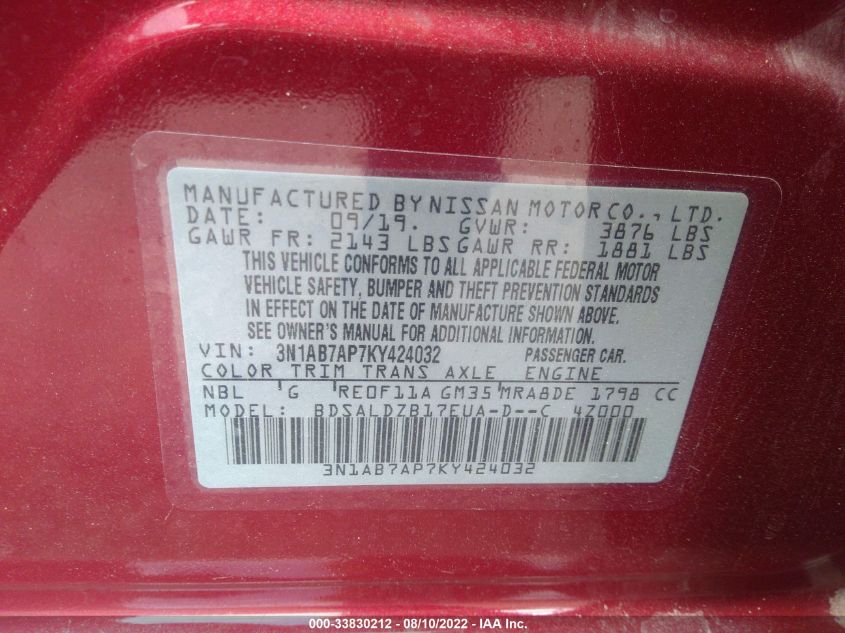 MANUFACTURED BY NISSAN MOTOR CO., LTD.
DATE: 09/19. GVWR: 3876 LBS
GAWR FR: 2143 LBS GAWR RR: 1881 LBS
THIS VEHICLE CONFORMS TO ALL APPLICABLE FEDERAL MOTOR
VEHICLE SAFETY, BUMPER AND THEFT PREVENTION STANDARDS
IN EFFECT ON THE DATE OF MANUFACTURE SHOWN ABOVE.
SEE OWNER'S MANUAL FOR ADDITIONAL INFORMATION.
VIN: 3N1AB7AP7KY424032 PASSENGER CAR.
COLOR TRIM TRANS AXLE ENGINE
NBL 'G 'RE0F11A GM35'MRA8DE 1798 CC
MODEL: BDSALDZB17EUA-D--C 4Z000
3N1AB7AP7KY424032
000-33830212 - 08/10/2022 - IAA Inc.